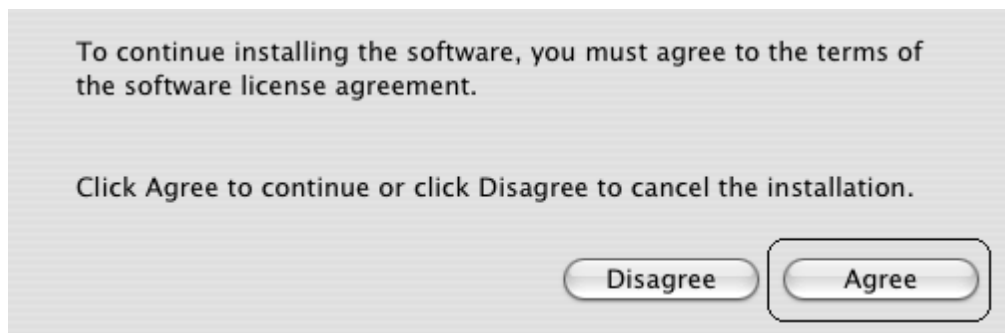 To continue installing the software, you must agree to the terms of
the software license agreement.
Click Agree to continue or click Disagree to cancel the installation.
Disagree
Agree